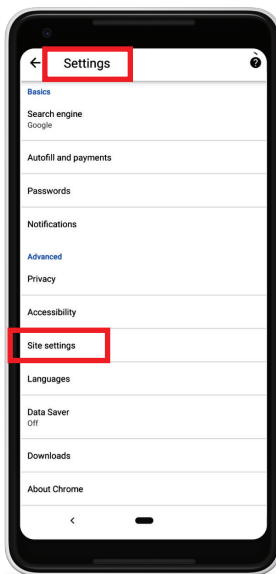 Settings
Basics
Search engine
Google
Autofill and payments
Passwords
Notifications
Advanced
Privacy
Accessibility
Site settings
Languages
Data Saver
Off
Downloads
About Chrome